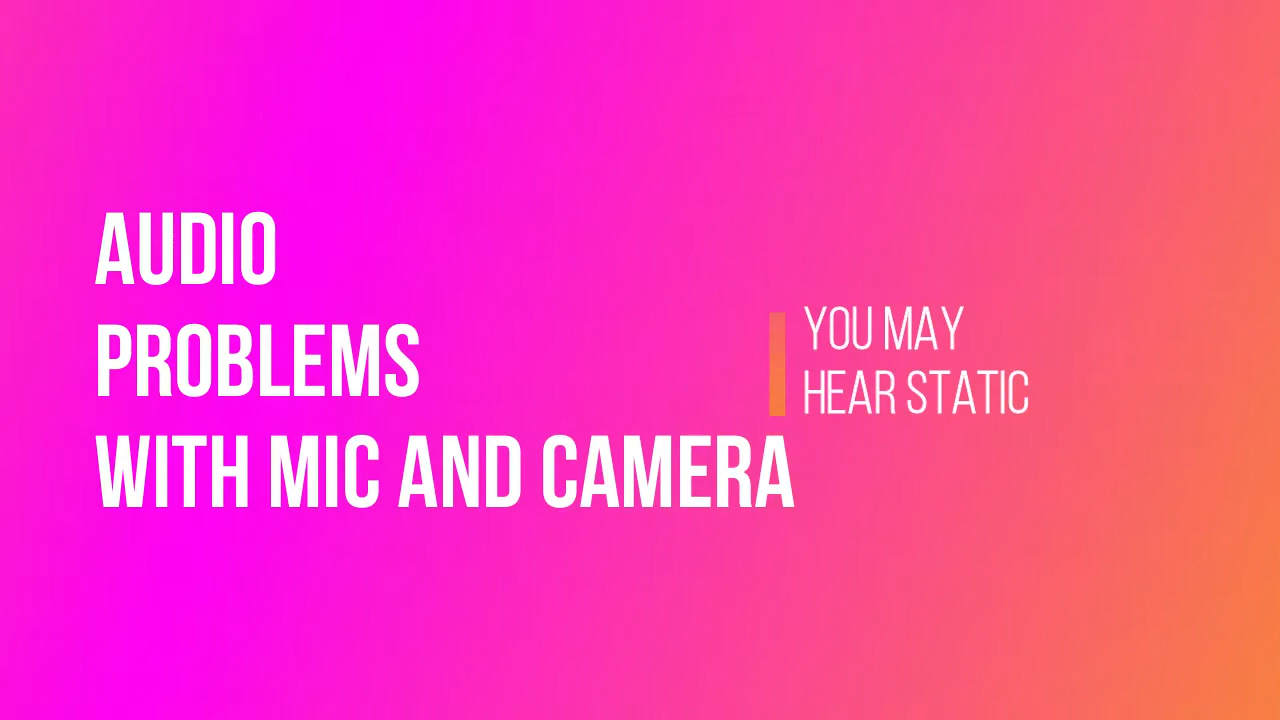 AUDIO
PROBLEMS
WITH MIC AND CAMERA
YOU MAY
HEAR STATIC